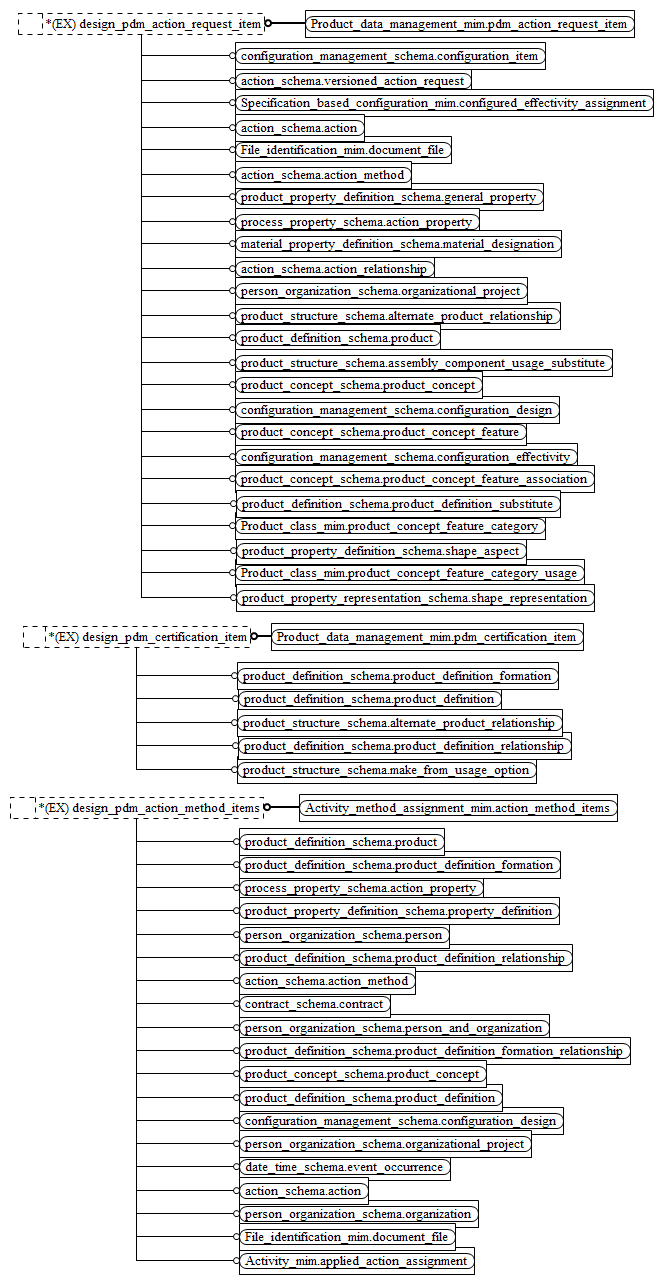 *(EX) design_pdm_action_request_item
Product_data_management_mim.pdm_action_request_item
configuration_management_schema.configuration_item
action_schema.versioned_action_request
Specification_based_configuration_mim.configured_effectivity_assignment
action_schema.action
File_identification_mim.document_file
action_schema.action_method
product_property_definition_schema.general_property
process_property_schema.action_property
material_property_definition_schema.material_designation
action_schema.action_relationship
person_organization_schema.organizational_project
product_structure_schema.alternate_product_relationship
product_definition_schema.product
product_structure_schema.assembly_component_usage_substitute
product_concept_schema.product_concept
configuration_management_schema.configuration_design
product_concept_schema.product_concept_feature
configuration_management_schema.configuration_effectivity
product_concept_schema.product_concept_feature_association
product_definition_schema.product_definition_substitute
Product_class_mim.product_concept_feature_category
product_property_definition_schema.shape_aspect
Product_class_mim.product_concept_feature_category_usage
product_property_representation_schema.shape_representation
*(EX) design_pdm_certification_item
Product_data_management_mim.pdm_certification_item
product_definition_schema.product_definition_formation
product_definition_schema.product_definition
product_structure_schema.alternate_product_relationship
product_definition_schema.product_definition_relationship
product_structure_schema.make_from_usage_option
*(EX) design_pdm_action_method_items
Activity_method_assignment_mim.action_method_items
product_definition_schema.product
product_definition_schema.product_definition_formation
process_property_schema.action_property
product_property_definition_schema.property_definition
person_organization_schema.person
product_definition_schema.product_definition_relationship
action_schema.action_method
contract_schema.contract
person_organization_schema.person_and_organization
product_definition_schema.product_definition_formation_relationship
product_concept_schema.product_concept
product_definition_schema.product_definition
configuration_management_schema.configuration_design
person_organization_schema.organizational_project
date_time_schema.event_occurrence
action_schema.action
person_organization_schema.organization
File_identification_mim.document_file
Activity_mim.applied_action_assignment